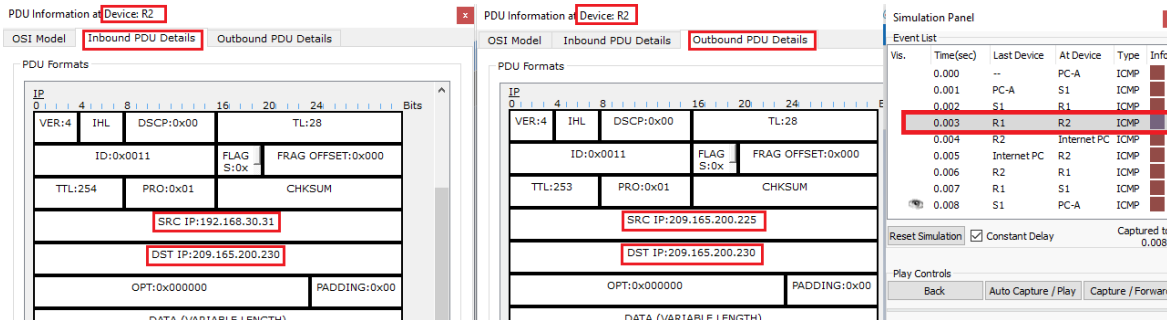 PDU Information at Device: R2
x
OSI Model Inbound PDU Details Outbound PDU Details
PDU Formats
IP
0 4 8 16 20 24 Bits
VER:4 IHL DSCP:0x00 TL:28
ID:0x0011 FLAG S:0x FRAG OFFSET:0x000
TTL:254 PRO:0x01 CHKSUM
SRC IP:192.168.30.31
DST IP:209.165.200.230
OPT:0x000000 PADDING:0x00
DATA (VARIABLE LENGTH)
PDU Information at Device: R2
OSI Model Inbound PDU Details Outbound PDU Details
PDU Formats
IP
0 4 8 16 20 24
VER:4 IHL DSCP:0x00 TL:28
ID:0x0011 FLAG S:0x FRAG OFFSET:0x000
TTL:253 PRO:0x01 CHKSUM
SRC IP:209.165.200.225
DST IP:209.165.200.230
OPT:0x000000 PADDING:0x00
DATA (VARIABLE LENGTH)
Simulation Panel
Event List
Vis. Time(sec) Last Device At Device Type Info
0.000 -- PC-A ICMP
0.001 PC-A S1 ICMP
0.002 S1 R1 ICMP
0.003 R1 R2 ICMP
0.004 R2 Internet PC ICMP
0.005 Internet PC R2 ICMP
0.006 R2 R1 ICMP
0.007 R1 S1 ICMP
0.008 S1 PC-A ICMP
Reset Simulation Constant Delay Captured to
0.008
Play Controls
Back Auto Capture / Play Capture / Forward